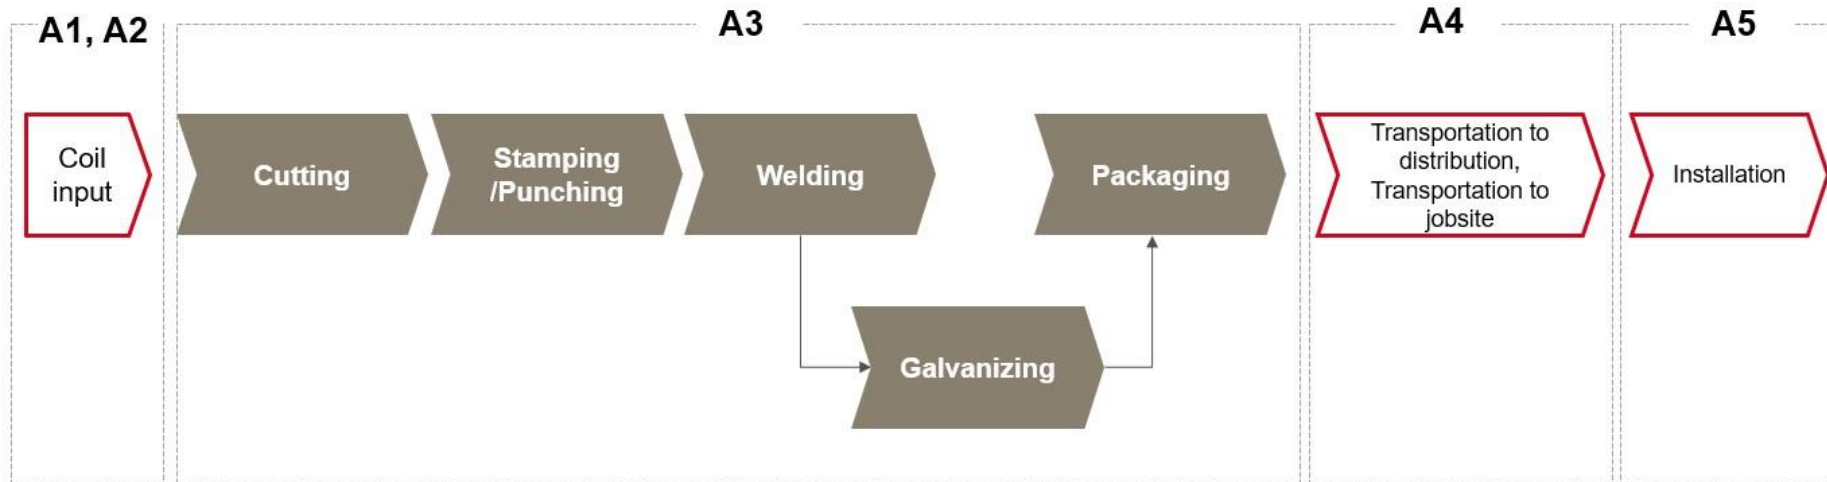 A1, A2
A3
A4
A5
Coil
input
Cutting
Stamping
/Punching
Welding
Packaging
Transportation to
distribution,
Transportation to
jobsite
Installation
Galvanizing